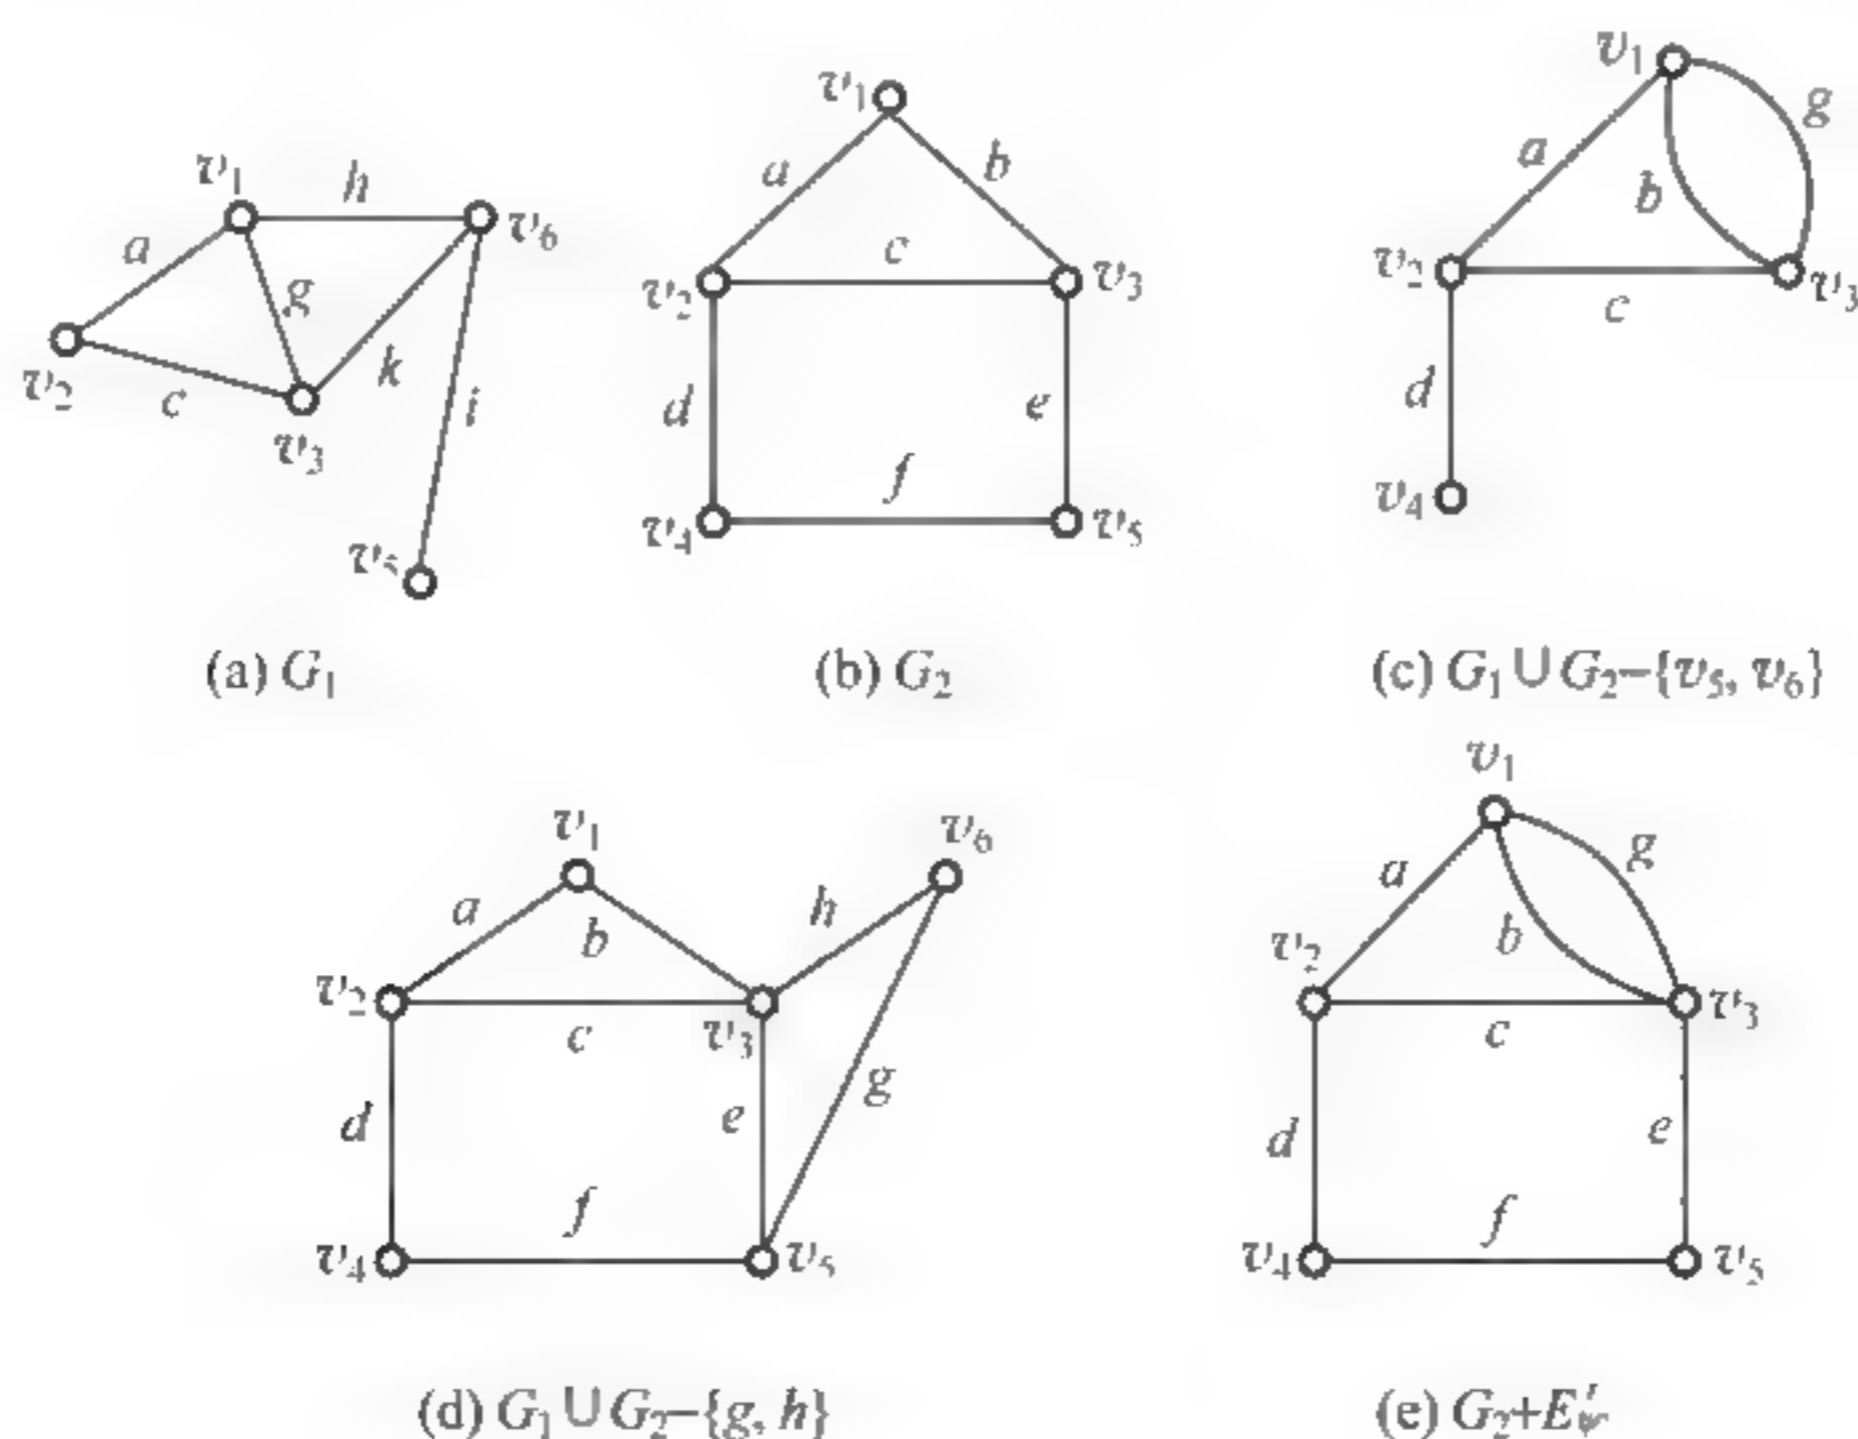 v₁ h v₆
a g k
v₂ c v₃ i
v₅
(a) G₁
v₁
a b
v₂ c v₃
d e
f
v₄ v₅
(b) G₂
v₁ g
a b
v₂ c v₃
d
v₄
(c) G₁∪G₂−{v₅, v₆}
v₁ v₆
a b h
v₂ c v₃
d e g
f
v₄ v₅
(d) G₁∪G₂−{g, h}
v₁
a b g
v₂ c v₃
d e
f
v₄ v₅
(e) G₂+E′ψ